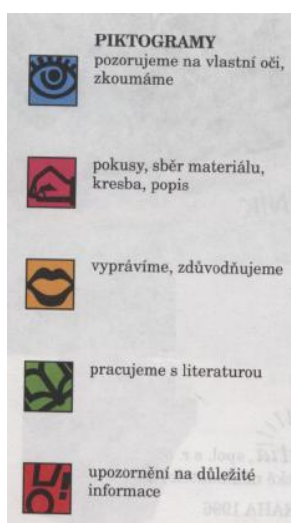 PIKTOGRAMY
pozorujeme na vlastní oči,
zkoumáme
pokusy, sběr materiálu,
kresba, popis
vyprávíme, zdůvodňujeme
pracujeme s literaturou
upozornění na důležité
informace